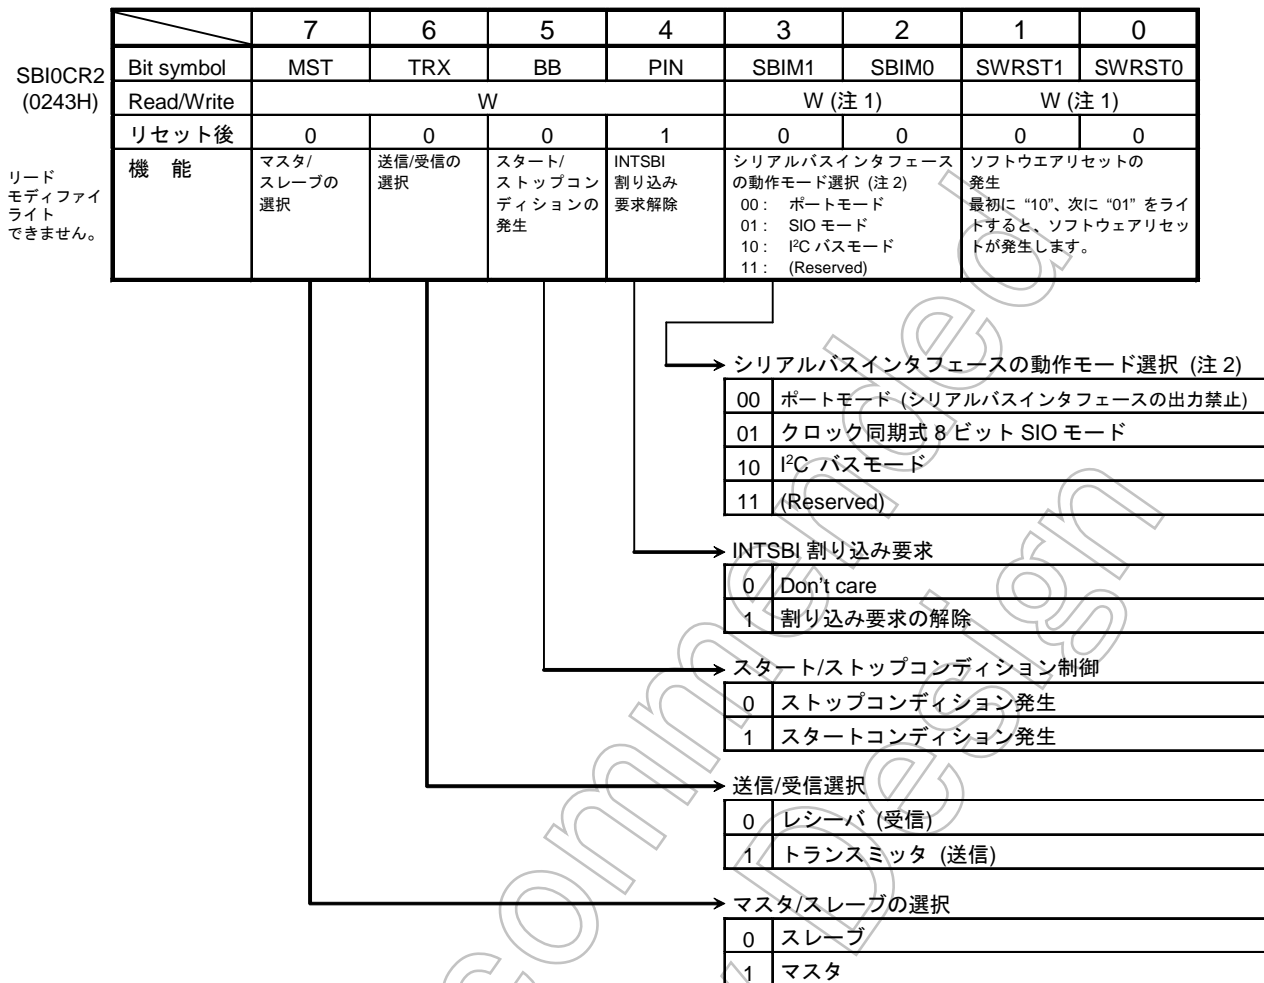 7 6 5 4 3 2 1 0
SBI0CR2
(0243H)
Bit symbol MST TRX BB PIN SBIM1 SBIM0 SWRST1 SWRST0
Read/Write W W (注 1) W (注 1)
リセット後 0 0 0 1 0 0 0 0
リード
モディファイ
ライト
できません。
機 能
マスタ/
スレーブの
選択
送信/受信の
選択
スタート/
ストップコン
ディションの
発生
INTSBI
割り込み
要求解除
シリアルバスインタフェース
の動作モード選択 (注 2)
00 : ポートモード
01 : SIO モード
10 : I²C バスモード
11 : (Reserved)
ソフトウエアリセットの
発生
最初に “10”、次に “01” をライ
トすると、ソフトウェアリセッ
トが発生します。
シリアルバスインタフェースの動作モード選択 (注 2)
00 ポートモード (シリアルバスインタフェースの出力禁止)
01 クロック同期式 8 ビット SIO モード
10 I²C バスモード
11 (Reserved)
INTSBI 割り込み要求
0 Don't care
1 割り込み要求の解除
スタート/ストップコンディション制御
0 ストップコンディション発生
1 スタートコンディション発生
送信/受信選択
0 レシーバ (受信)
1 トランスミッタ (送信)
マスタ/スレーブの選択
0 スレーブ
1 マスタ